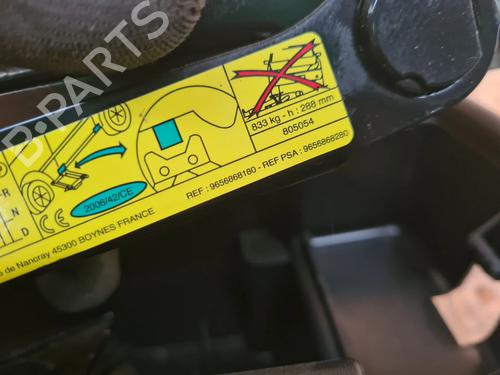 B-PARTS
833 kg - h : 288 mm
805054
R
N
D
2006/42/CE
CE
REF : 9656868180 - REF PSA : 9656868280
s de Nancray 45300 BOYNES FRANCE